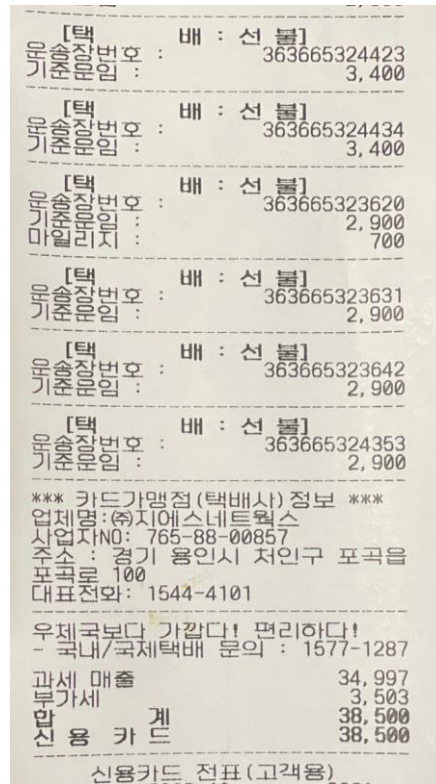 [택 배 : 선 불]
운송장번호 : 363665324423
기준운임 : 3,400
[택 배 : 선 불]
운송장번호 : 363665324434
기준운임 : 3,400
[택 배 : 선 불]
운송장번호 : 363665323620
기준운임 : 2,900
마일리지 : 700
[택 배 : 선 불]
운송장번호 : 363665323631
기준운임 : 2,900
[택 배 : 선 불]
운송장번호 : 363665323642
기준운임 : 2,900
[택 배 : 선 불]
운송장번호 : 363665324353
기준운임 : 2,900
*** 카드가맹점(택배사)정보 ***
업체명:㈜지에스네트웍스
사업자NO: 765-88-00857
주소 : 경기 용인시 처인구 포곡읍
포곡로 100
대표전화: 1544-4101
우체국보다 가깝다! 편리하다!
- 국내/국제택배 문의 : 1577-1287
과세 매출 34,997
부가세 3,503
합 계 38,500
신 용 카 드 38,500
신용카드 전표(고객용)